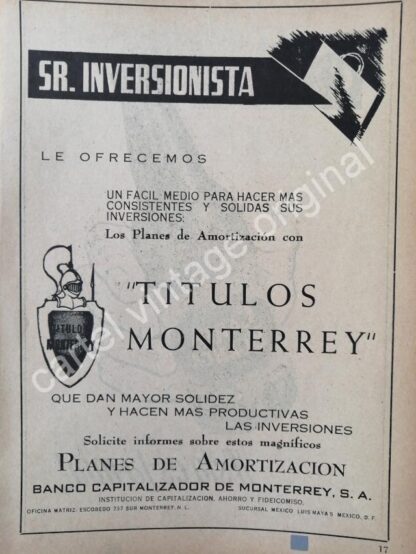 SR. INVERSIONISTA
LE OFRECEMOS
UN FACIL MEDIO PARA HACER MAS
CONSISTENTES Y SOLIDAS SUS
INVERSIONES:
Los Planes de Amortización con
"TITULOS
MONTERREY"
TITULOS
MONTERREY
QUE DAN MAYOR SOLIDEZ
Y HACEN MAS PRODUCTIVAS
LAS INVERSIONES
Solicite informes sobre estos magníficos
PLANES DE AMORTIZACION
BANCO CAPITALIZADOR DE MONTERREY, S. A.
INSTITUCION DE CAPITALIZACION, AHORRO Y FIDEICOMISO.
OFICINA MATRIZ: ESCOBEDO 737 SUR MONTERREY, N. L. SUCURSAL MEXICO LUIS MOYA 5 MEXICO, D. F.
17
cartel vintage original